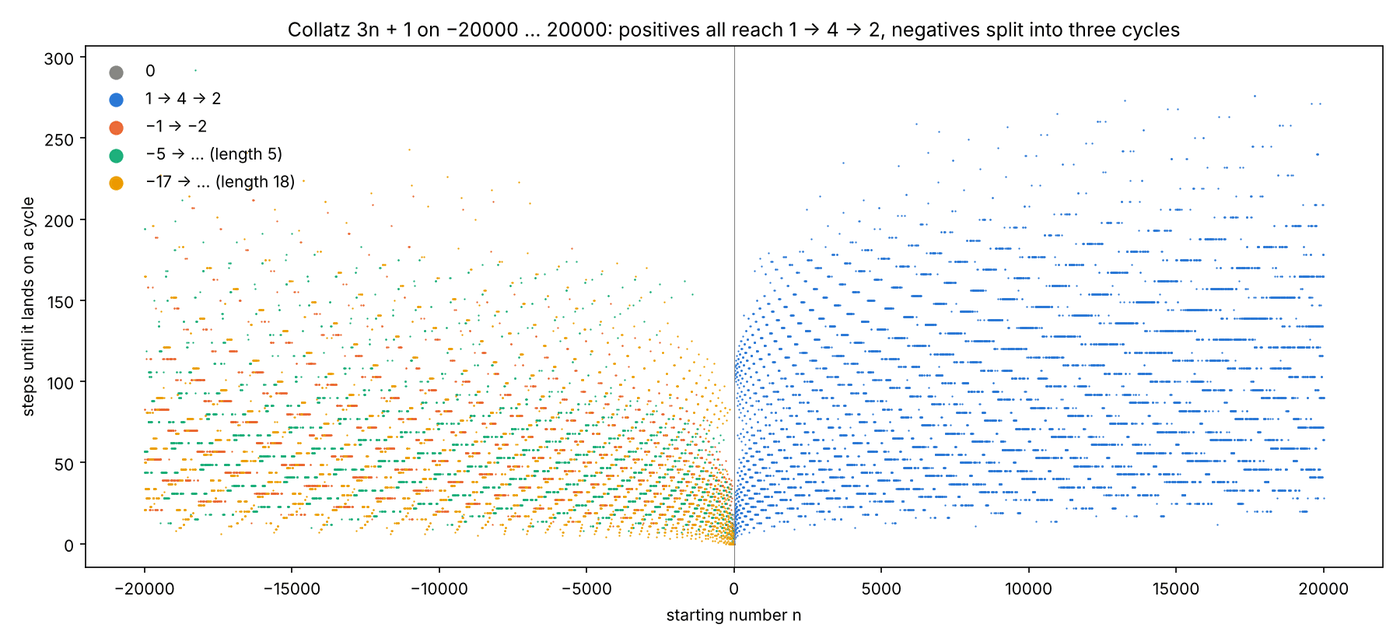 Collatz 3n + 1 on −20000 … 20000: positives all reach 1 → 4 → 2, negatives split into three cycles
300
250
200
150
100
50
0
steps until it lands on a cycle
0
1 → 4 → 2
−1 → −2
−5 → … (length 5)
−17 → … (length 18)
−20000
−15000
−10000
−5000
0
5000
10000
15000
20000
starting number n